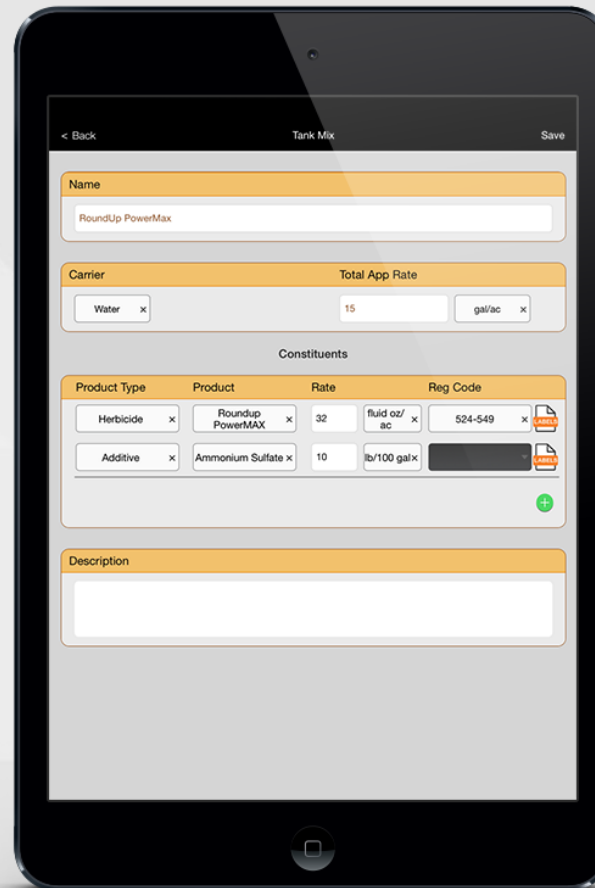 < Back Tank Mix Save
Name
RoundUp PowerMax
Carrier Total App Rate
Water × 15 gal/ac ×
Constituents
Product Type Product Rate Reg Code
Herbicide × Roundup PowerMAX × 32 fluid oz/ac × 524-549 × LABELS
Additive × Ammonium Sulfate × 10 lb/100 gal × LABELS
Description